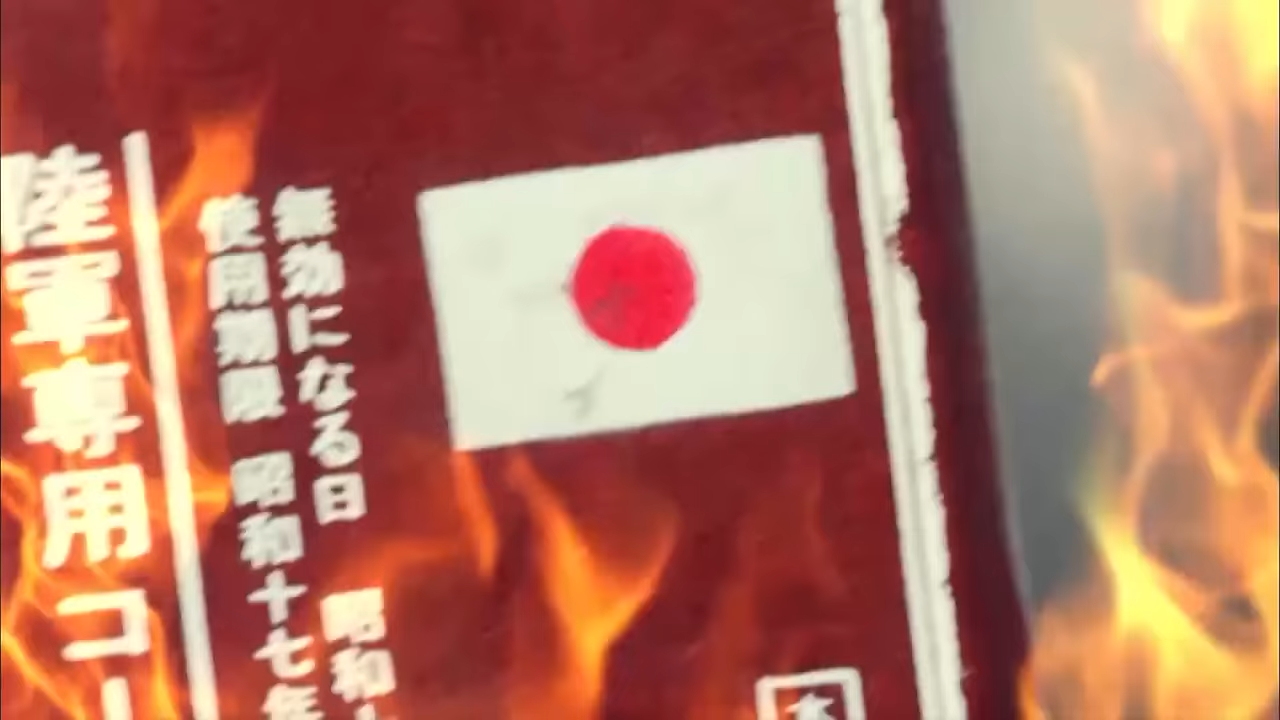 無効になる日 昭和
使用期限 昭和十七年
陸軍専用コー